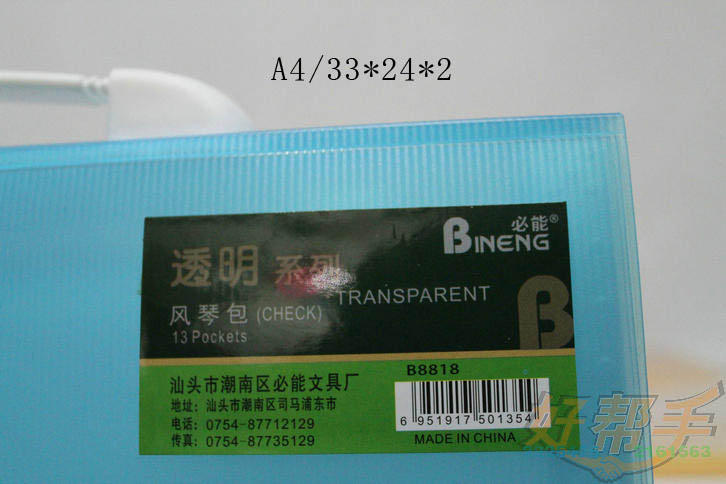 A4/33*24*2
必能®
BINENG
透明 系列
TRANSPARENT
风琴包 (CHECK)
13 Pockets
B
B8818
汕头市潮南区必能文具厂
地址: 汕头市潮南区司马浦东市
电话: 0754-87712129
传真: 0754-87735129
6 951917 501354
MADE IN CHINA
好帮手